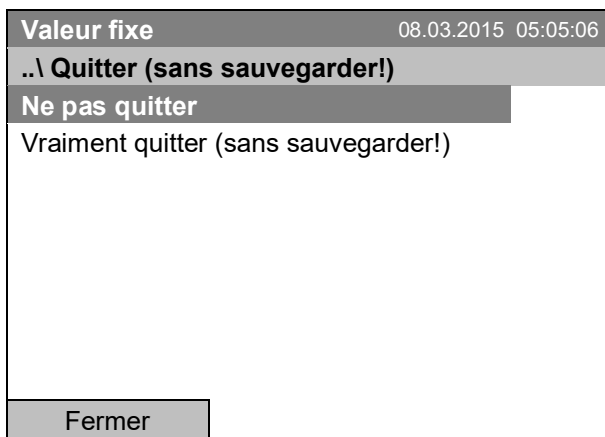 Valeur fixe 08.03.2015 05:05:06
..\ Quitter (sans sauvegarder!)
Ne pas quitter
Vraiment quitter (sans sauvegarder!)
Fermer